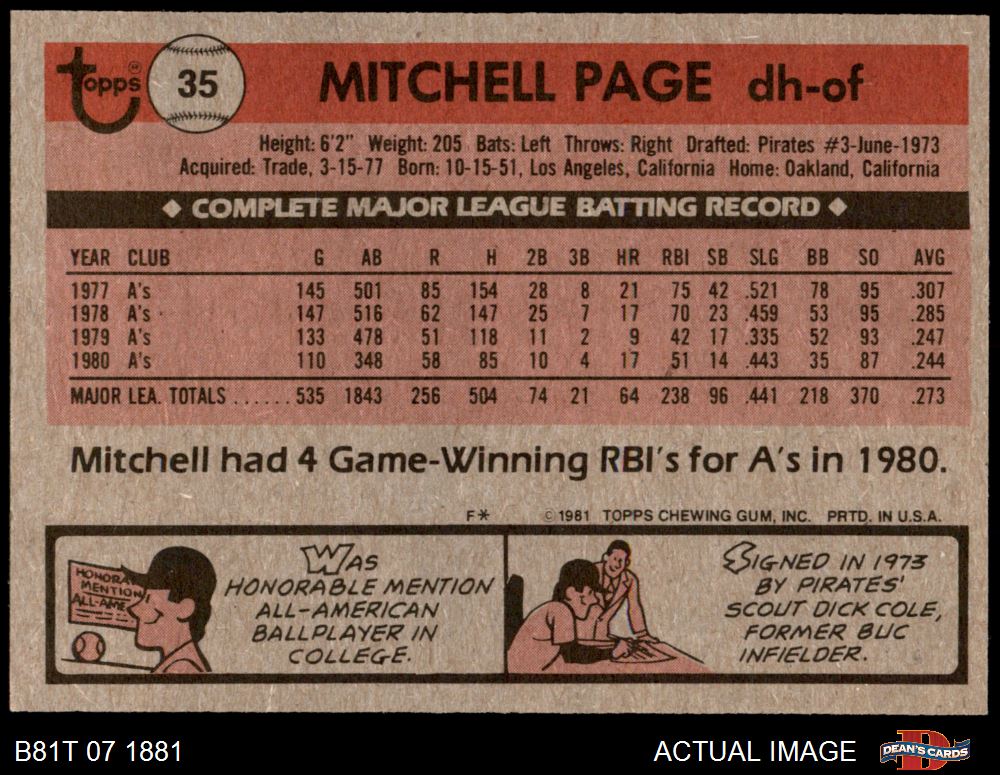 Topps 35 MITCHELL PAGE dh-of
Height: 6'2" Weight: 205 Bats: Left Throws: Right Drafted: Pirates #3-June-1973
Acquired: Trade, 3-15-77 Born: 10-15-51, Los Angeles, California Home: Oakland, California
◆ COMPLETE MAJOR LEAGUE BATTING RECORD ◆
YEAR CLUB G AB R H 2B 3B HR RBI SB SLG BB SO AVG
1977 A's 145 501 85 154 28 8 21 75 42 .521 78 95 .307
1978 A's 147 516 62 147 25 7 17 70 23 .459 53 95 .285
1979 A's 133 478 51 118 11 2 9 42 17 .335 52 93 .247
1980 A's 110 348 58 85 10 4 17 51 14 .443 35 87 .244
MAJOR LEA. TOTALS ...... 535 1843 256 504 74 21 64 238 96 .441 218 370 .273
Mitchell had 4 Game-Winning RBI's for A's in 1980.
F* © 1981 TOPPS CHEWING GUM, INC. PRTD. IN U.S.A.
HONORA
MENTION
ALL-AME
WAS
HONORABLE MENTION
ALL-AMERICAN
BALLPLAYER IN
COLLEGE.
SIGNED IN 1973
BY PIRATES'
SCOUT DICK COLE,
FORMER BUC
INFIELDER.
B81T 07 1881 ACTUAL IMAGE DEAN'S CARDS